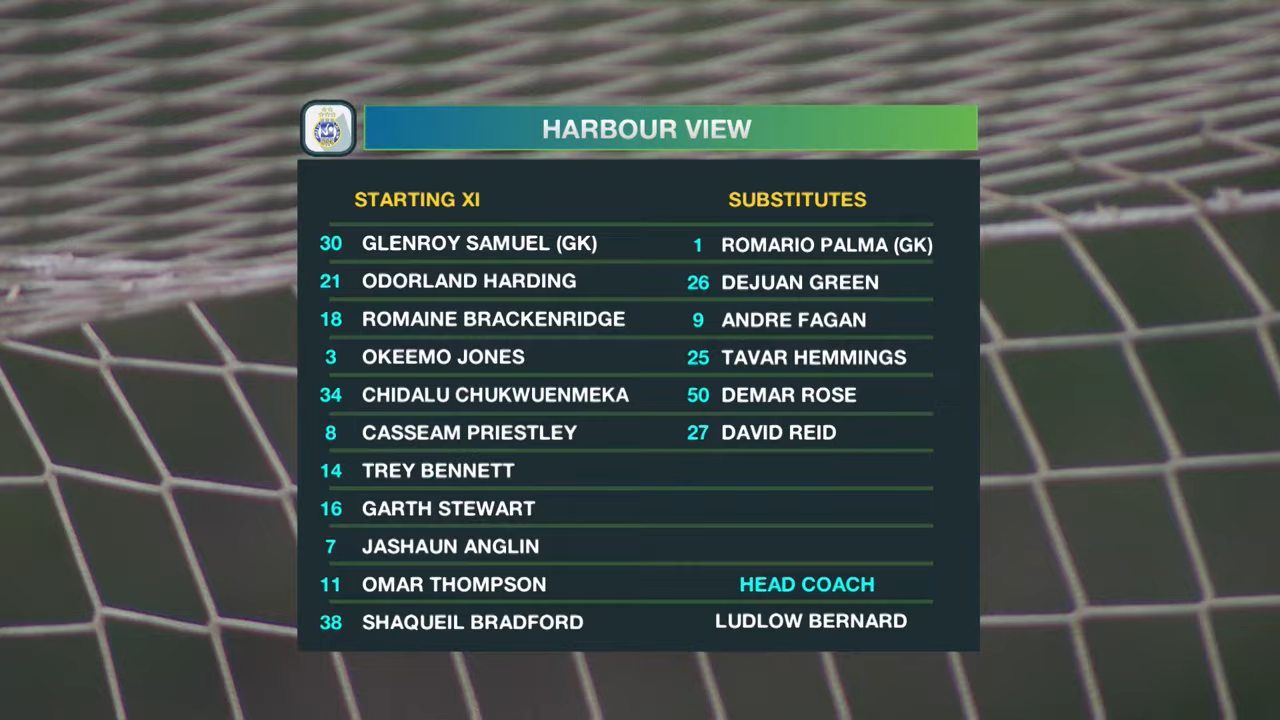 HARBOUR VIEW
STARTING XI
30 GLENROY SAMUEL (GK)
21 ODORLAND HARDING
18 ROMAINE BRACKENRIDGE
3 OKEEMO JONES
34 CHIDALU CHUKWUENMEKA
8 CASSEAM PRIESTLEY
14 TREY BENNETT
16 GARTH STEWART
7 JASHAUN ANGLIN
11 OMAR THOMPSON
38 SHAQUEIL BRADFORD
SUBSTITUTES
1 ROMARIO PALMA (GK)
26 DEJUAN GREEN
9 ANDRE FAGAN
25 TAVAR HEMMINGS
50 DEMAR ROSE
27 DAVID REID
HEAD COACH
LUDLOW BERNARD